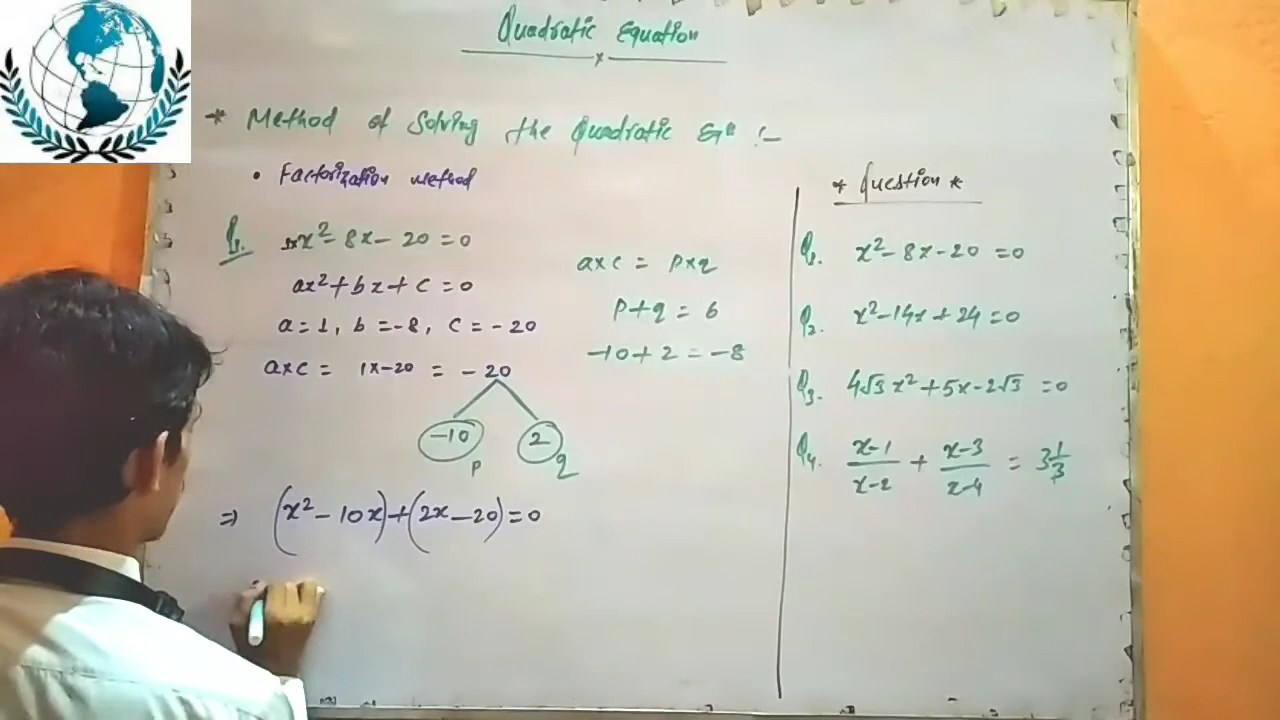 Quadratic Equation
* Method of Solving the Quadratic Eqⁿ :-
• Factorization method
Q1. 1x² - 8x - 20 = 0
ax² + bx + c = 0
a = 1, b = -8, c = -20
a×c = 1×-20 = -20
-10 2
p q
⇒ (x² - 10x) + (2x - 20) = 0
a×c = p×q
p + q = b
-10 + 2 = -8
* Question *
Q1. x² - 8x - 20 = 0
Q2. x² - 14x + 24 = 0
Q3. 4√3 x² + 5x - 2√3 = 0
Q4. x-1/x-2 + x-3/x-4 = 3 1/3